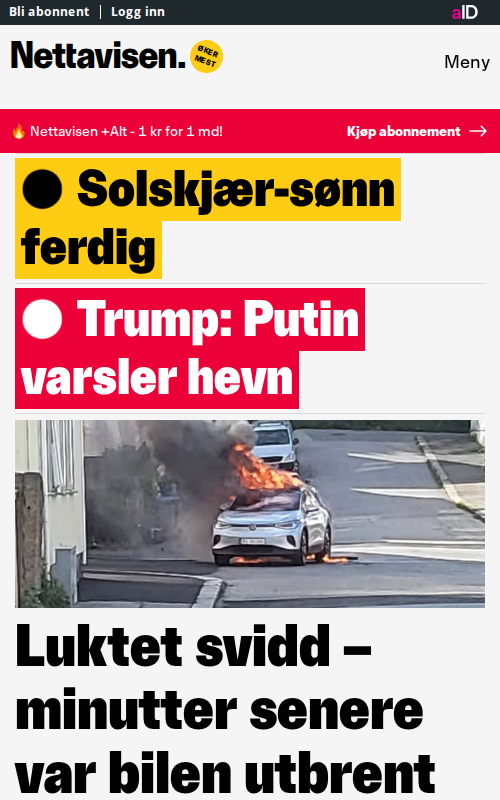 Bli abonnent | Logg inn
aID
Nettavisen.
ØKER
MEST
Meny
🔥 Nettavisen +Alt - 1 kr for 1 md!
Kjøp abonnement →
Solskjær-sønn
ferdig
Trump: Putin
varsler hevn
Luktet svidd –
minutter senere
var bilen utbrent